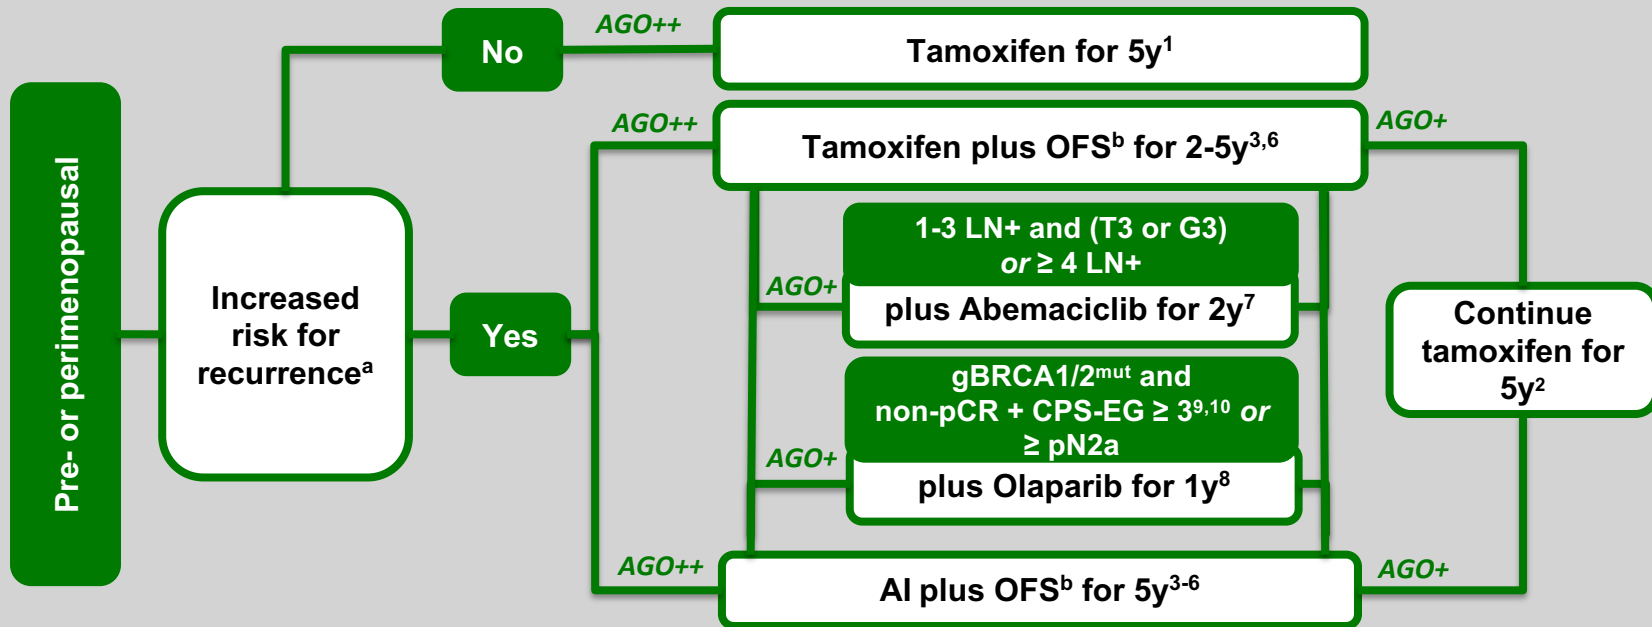 Pre- or perimenopausal
Increased
risk for
recurrenceᵃ
No
AGO++
Tamoxifen for 5y¹
Yes
AGO++
Tamoxifen plus OFSᵇ for 2-5y³,⁶
AGO+
1-3 LN+ and (T3 or G3)
or ≥ 4 LN+
AGO+
plus Abemaciclib for 2y⁷
gBRCA1/2ᵐᵘᵗ and
non-pCR + CPS-EG ≥ 3⁹,¹⁰ or
≥ pN2a
AGO+
plus Olaparib for 1y⁸
AGO++
AI plus OFSᵇ for 5y³⁻⁶
AGO+
Continue
tamoxifen for
5y²